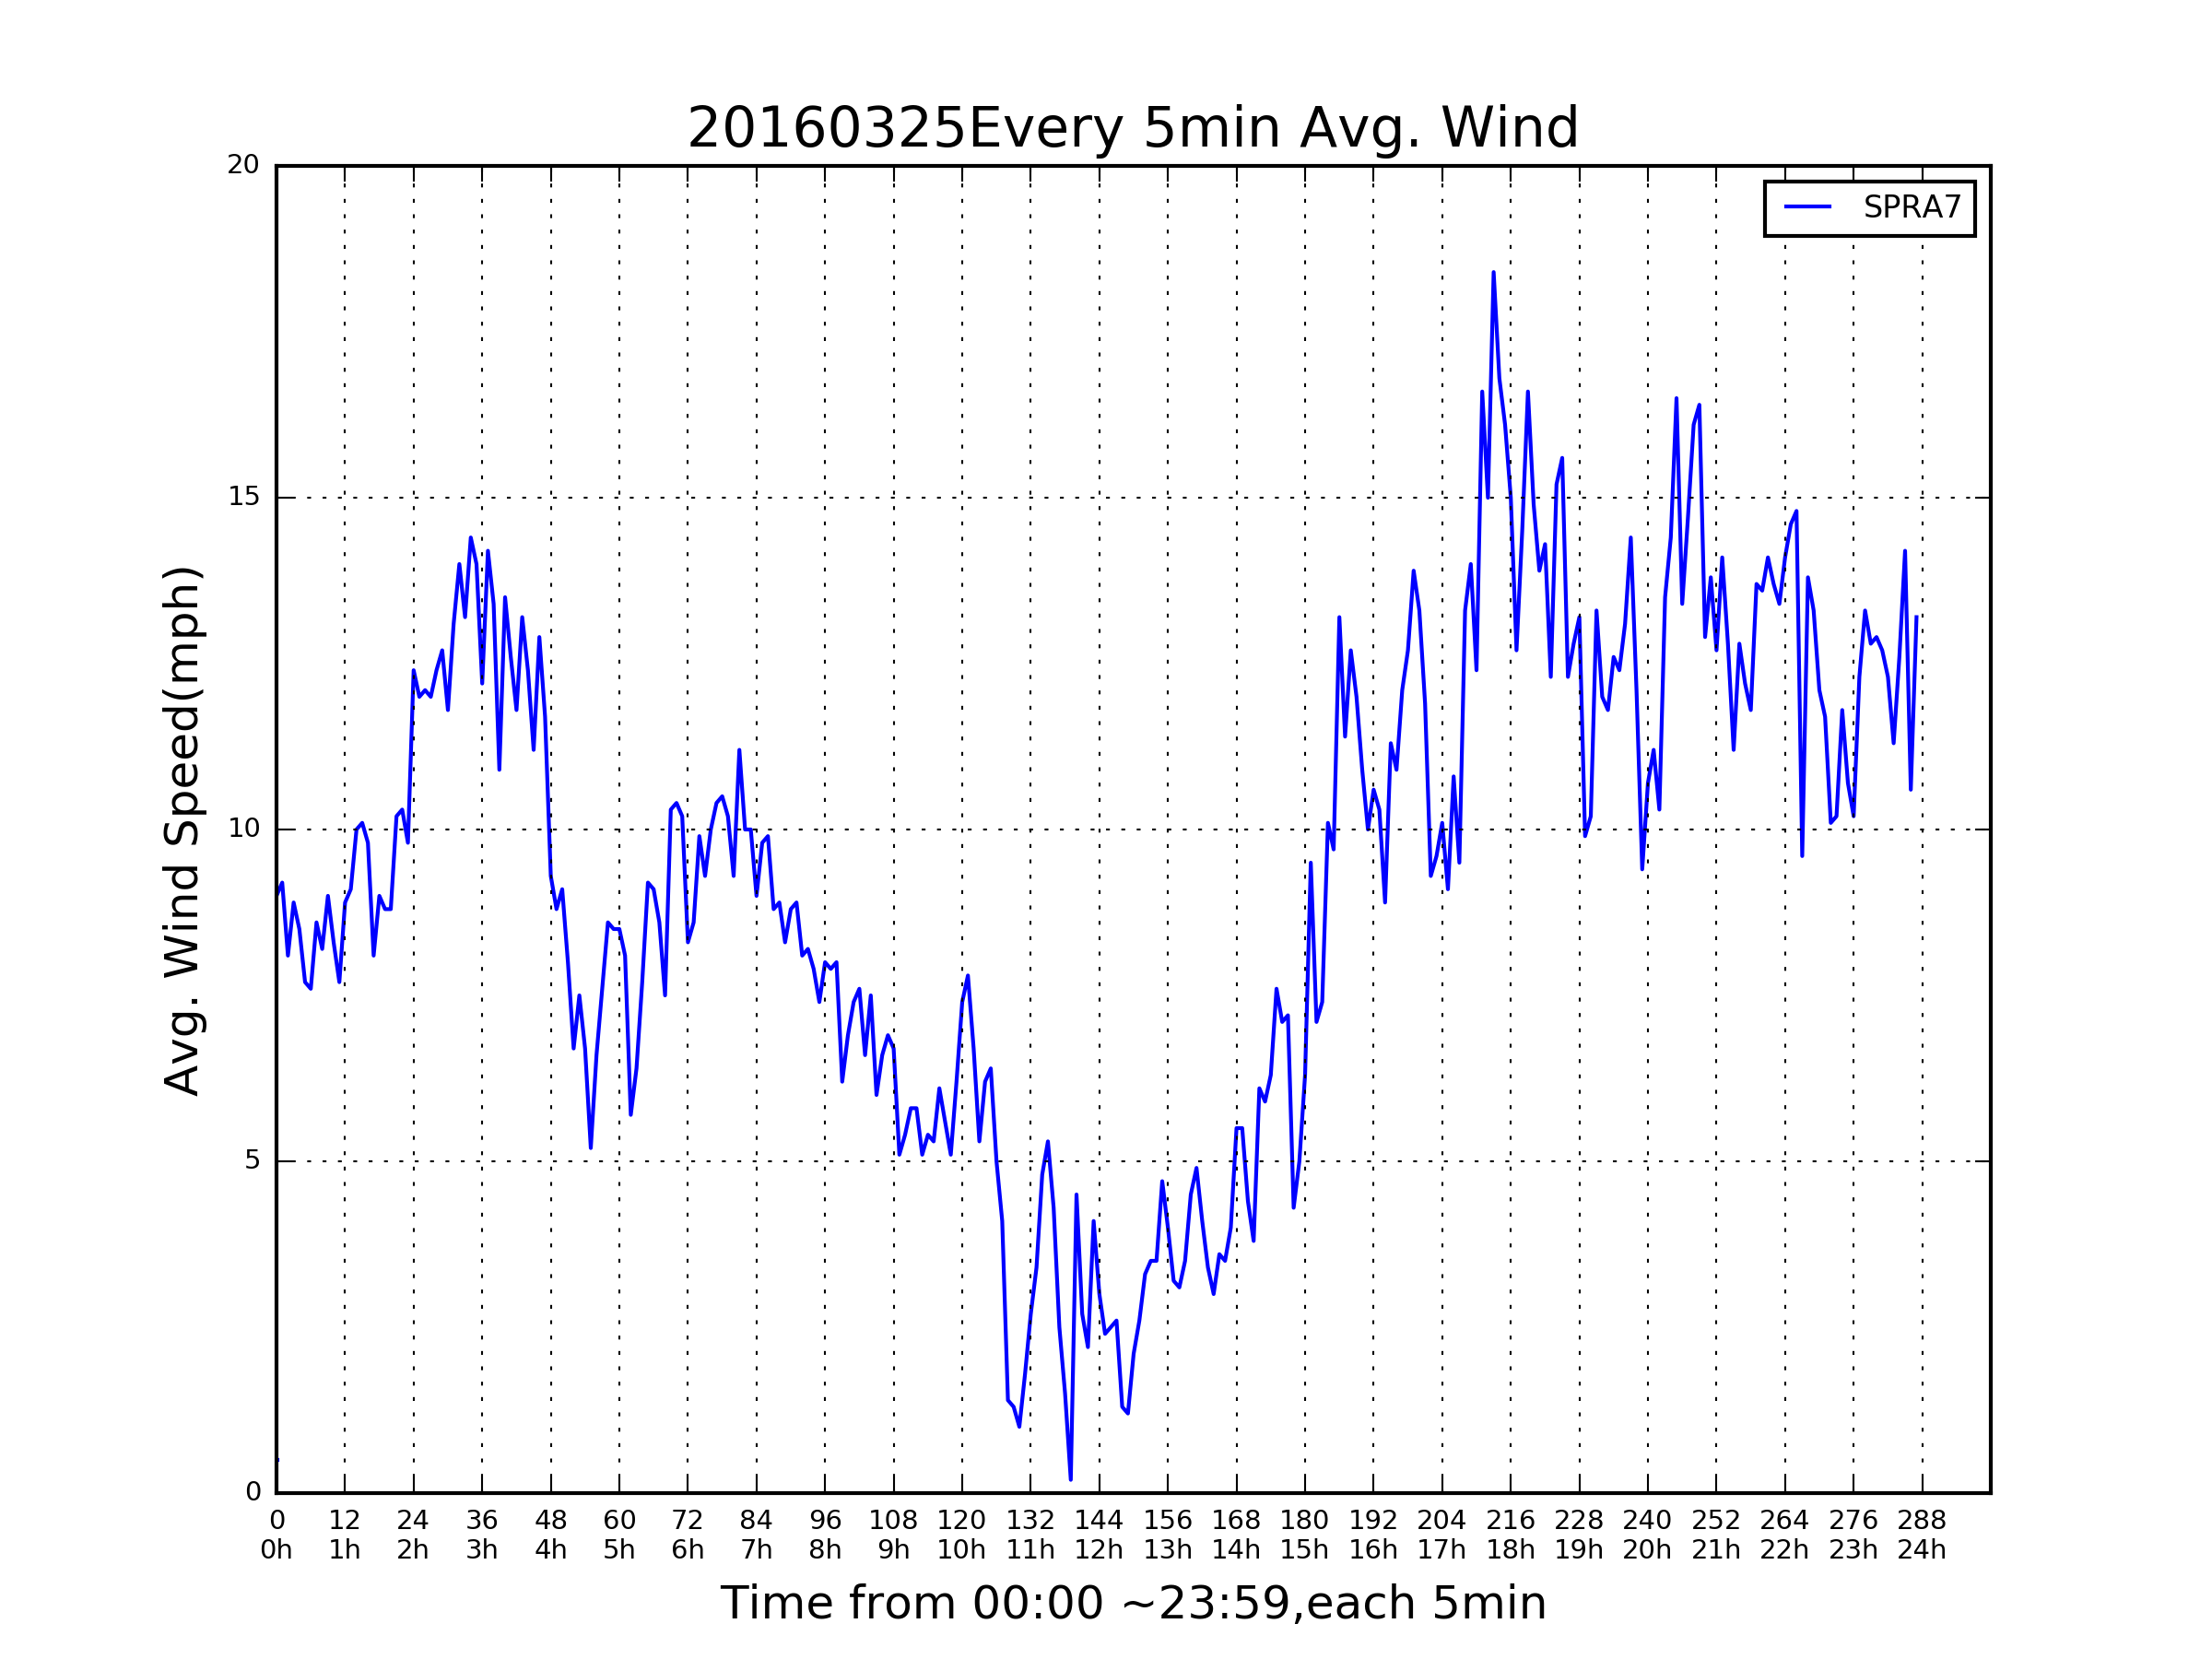 20160325Every 5min Avg. Wind
SPRA7
Avg. Wind Speed(mph)
20
15
10
5
0
0 12 24 36 48 60 72 84 96 108 120 132 144 156 168 180 192 204 216 228 240 252 264 276 288
0h 1h 2h 3h 4h 5h 6h 7h 8h 9h 10h 11h 12h 13h 14h 15h 16h 17h 18h 19h 20h 21h 22h 23h 24h
Time from 00:00 ~23:59,each 5min